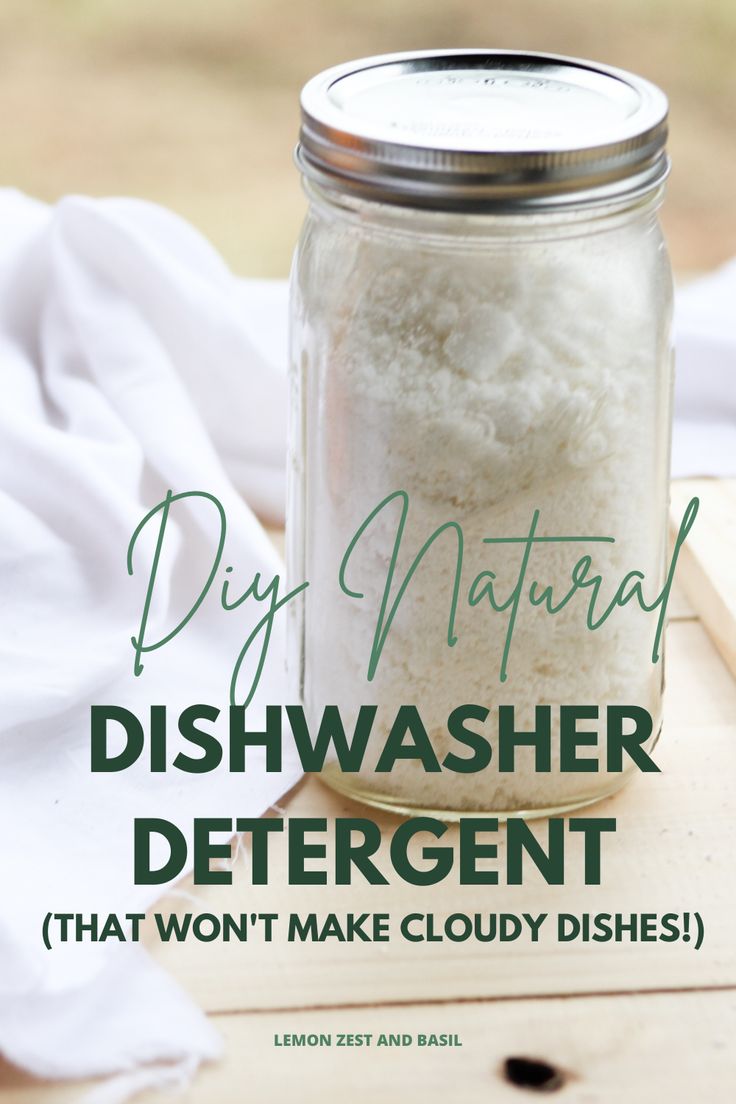 Diy Natural
DISHWASHER
DETERGENT
(THAT WON'T MAKE CLOUDY DISHES!)
LEMON ZEST AND BASIL